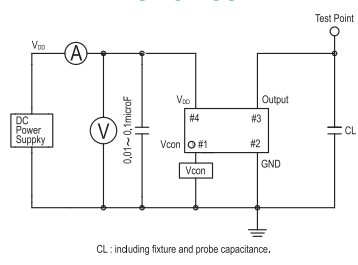 Test Point
VDD
A
VDD
Output
#4
#3
DC
Power
Suppky
V
0.01~0.1microF
CL
Vcon
#1
#2
Vcon
GND
CL : including fixture and probe capacitance.